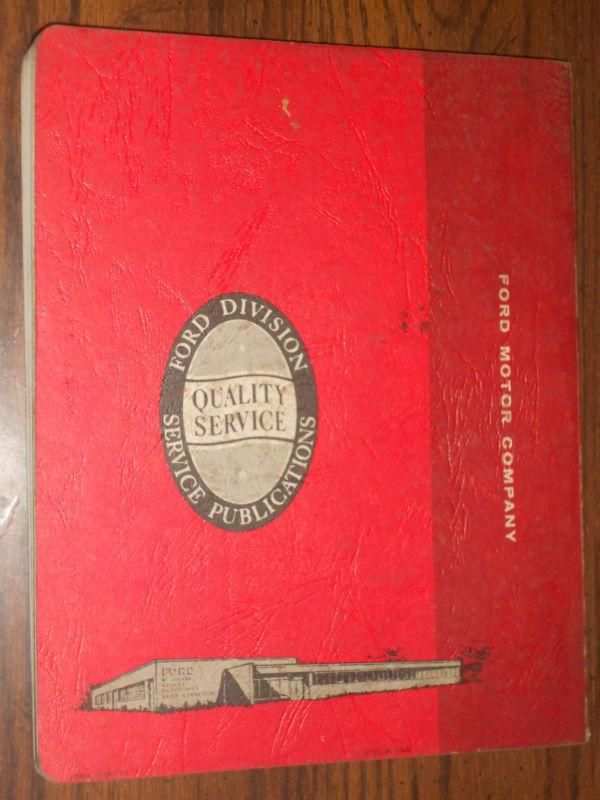 FORD MOTOR COMPANY
FORD DIVISION
QUALITY
SERVICE
SERVICE PUBLICATIONS
FORD